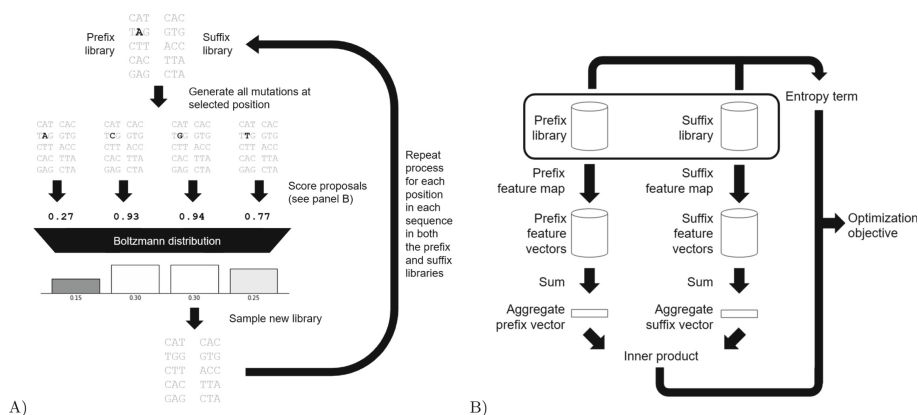 CAT CAC
Prefix library
TAG GTG
Suffix library
CTT ACC
CAC TTA
GAG CTA
Generate all mutations at
selected position
CAT CAC CAT CAC CAT CAC CAT CAC
TAG GTG TCG GTG TGG GTG TTG GTG
CTT ACC CTT ACC CTT ACC CTT ACC
CAC TTA CAC TTA CAC TTA CAC TTA
GAG CTA GAG CTA GAG CTA GAG CTA
Score proposals
(see panel B)
0.27 0.93 0.94 0.77
Boltzmann distribution
0.15 0.30 0.30 0.25
Sample new library
CAT CAC
TGG GTG
CTT ACC
CAC TTA
GAG CTA
Repeat
process
for each
position
in each
sequence
in both
the prefix
and suffix
libraries
A)
Entropy term
Prefix
library
Suffix
library
Prefix
feature map
Suffix
feature map
Prefix
feature
vectors
Suffix
feature
vectors
Optimization
objective
Sum
Sum
Aggregate
prefix vector
Aggregate
suffix vector
Inner product
B)